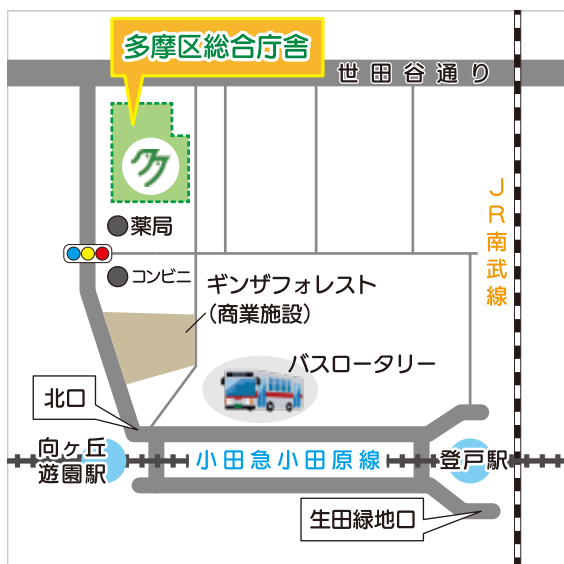 多摩区総合庁舎
世田谷通り
JR南武線
薬局
コンビニ
ギンザフォレスト
（商業施設）
バスロータリー
北口
向ヶ丘
遊園駅
小田急小田原線
登戸駅
生田緑地口